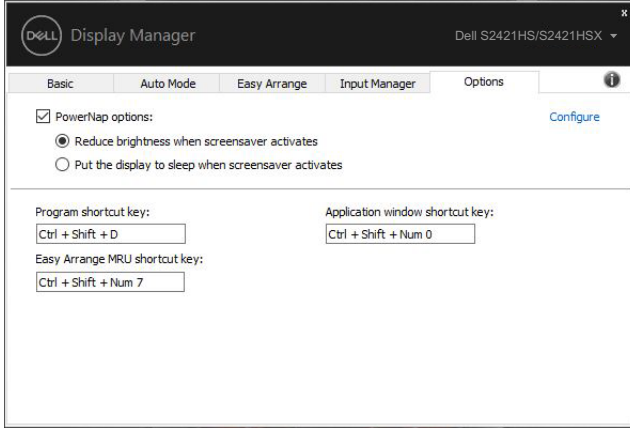 x
DELL Display Manager Dell S2421HS/S2421HSX
Basic Auto Mode Easy Arrange Input Manager Options i
PowerNap options: Configure
Reduce brightness when screensaver activates
Put the display to sleep when screensaver activates
Program shortcut key: Application window shortcut key:
Ctrl + Shift + D Ctrl + Shift + Num 0
Easy Arrange MRU shortcut key:
Ctrl + Shift + Num 7